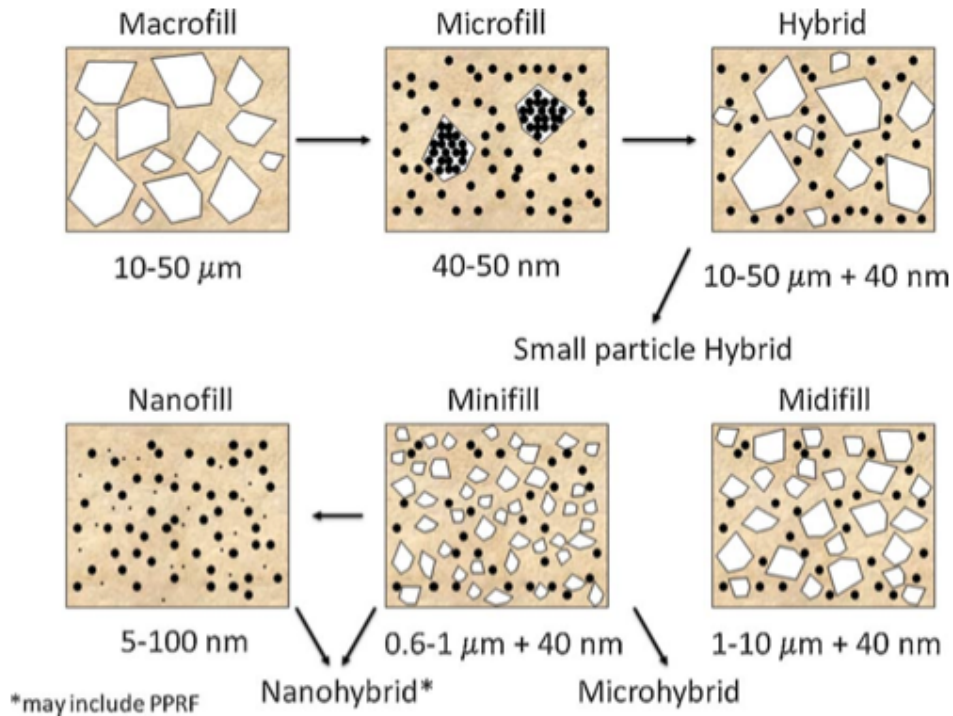 Macrofill
Microfill
Hybrid
10-50 μm
40-50 nm
10-50 μm + 40 nm
Small particle Hybrid
Nanofill
Minifill
Midifill
5-100 nm
0.6-1 μm + 40 nm
1-10 μm + 40 nm
*may include PPRF
Nanohybrid*
Microhybrid